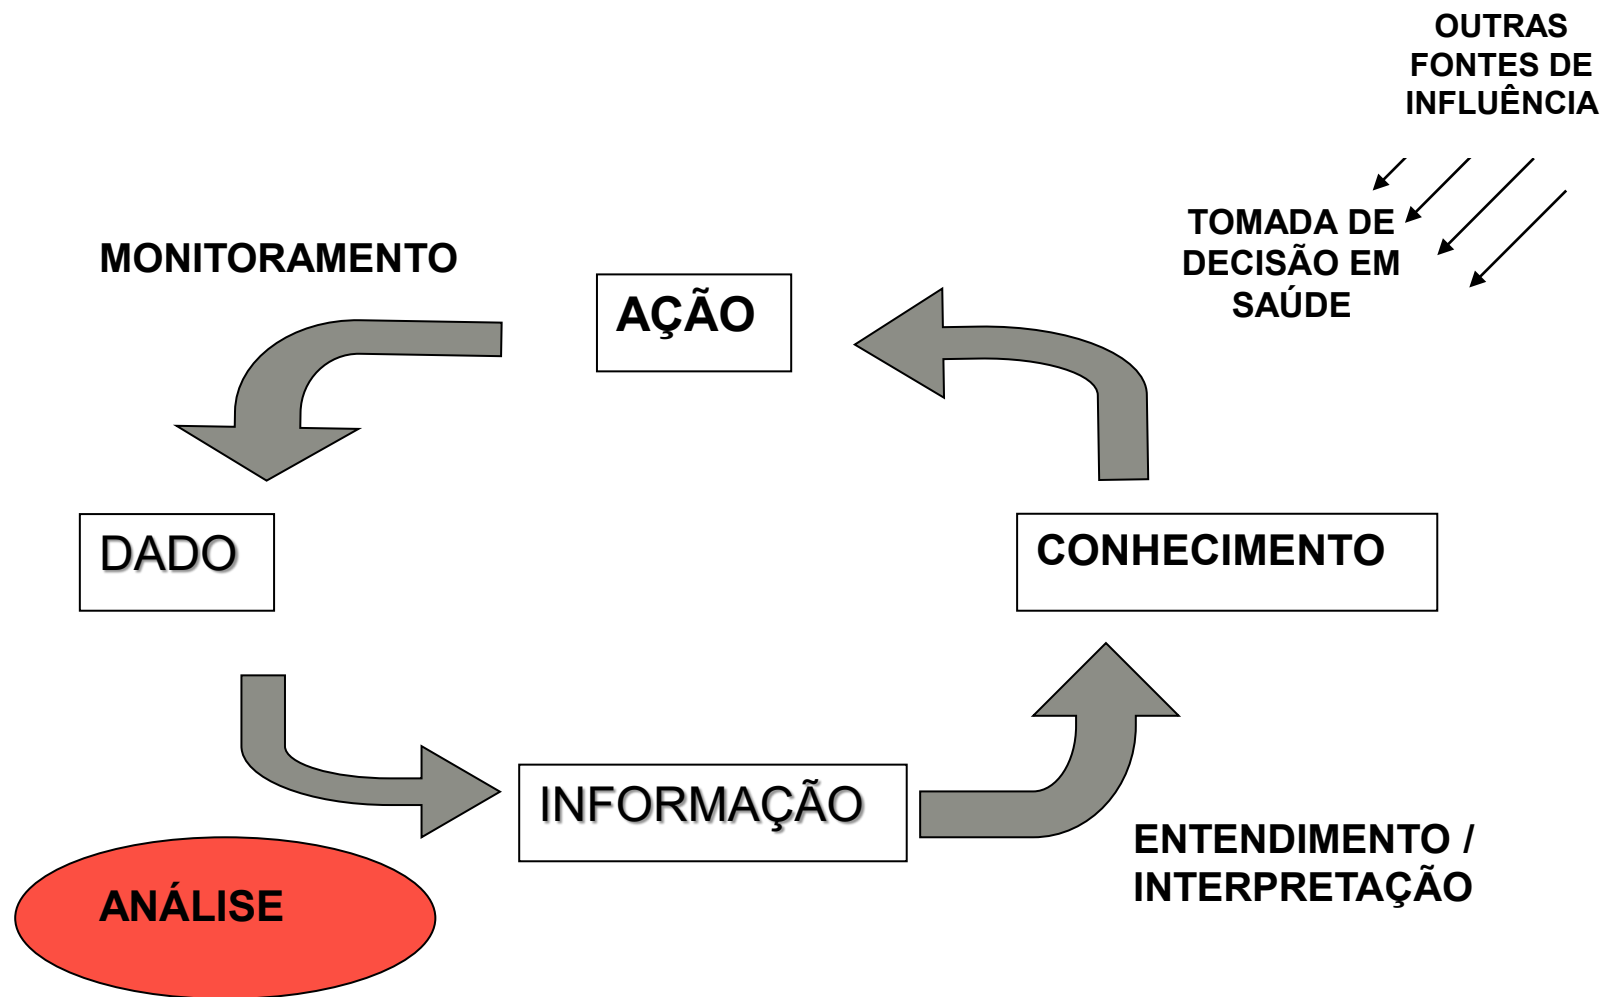 OUTRAS
FONTES DE
INFLUÊNCIA
TOMADA DE
DECISÃO EM
SAÚDE
MONITORAMENTO
AÇÃO
DADO
CONHECIMENTO
INFORMAÇÃO
ENTENDIMENTO /
INTERPRETAÇÃO
ANÁLISE